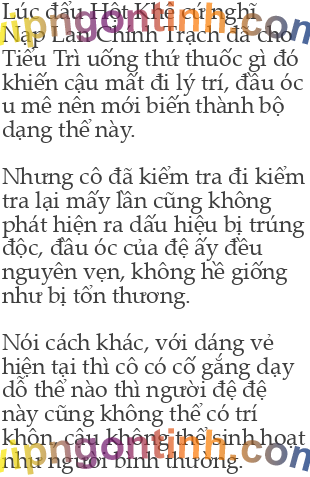 Lúc đầu Hột Khê cứ nghĩ
Nạp Lan Chính Trạch đã cho
Tiểu Trì uống thứ thuốc gì đó
khiến cậu mất đi lý trí, đầu óc
u mê nên mới biến thành bộ
dạng thế này.

Nhưng cô đã kiểm tra đi kiểm
tra lại mấy lần cũng không
phát hiện ra dấu hiệu bị trúng
độc, đầu óc của đệ ấy đều
nguyên vẹn, không hề giống
như bị tổn thương.

Nói cách khác, với dáng vẻ
hiện tại thì cô có cố gắng dạy
dỗ thế nào thì người đệ đệ
này cũng không thể có trí
khôn, cậu không thể sinh hoạt
như người bình thường.
vipngontinh.com
vipngontinh.com